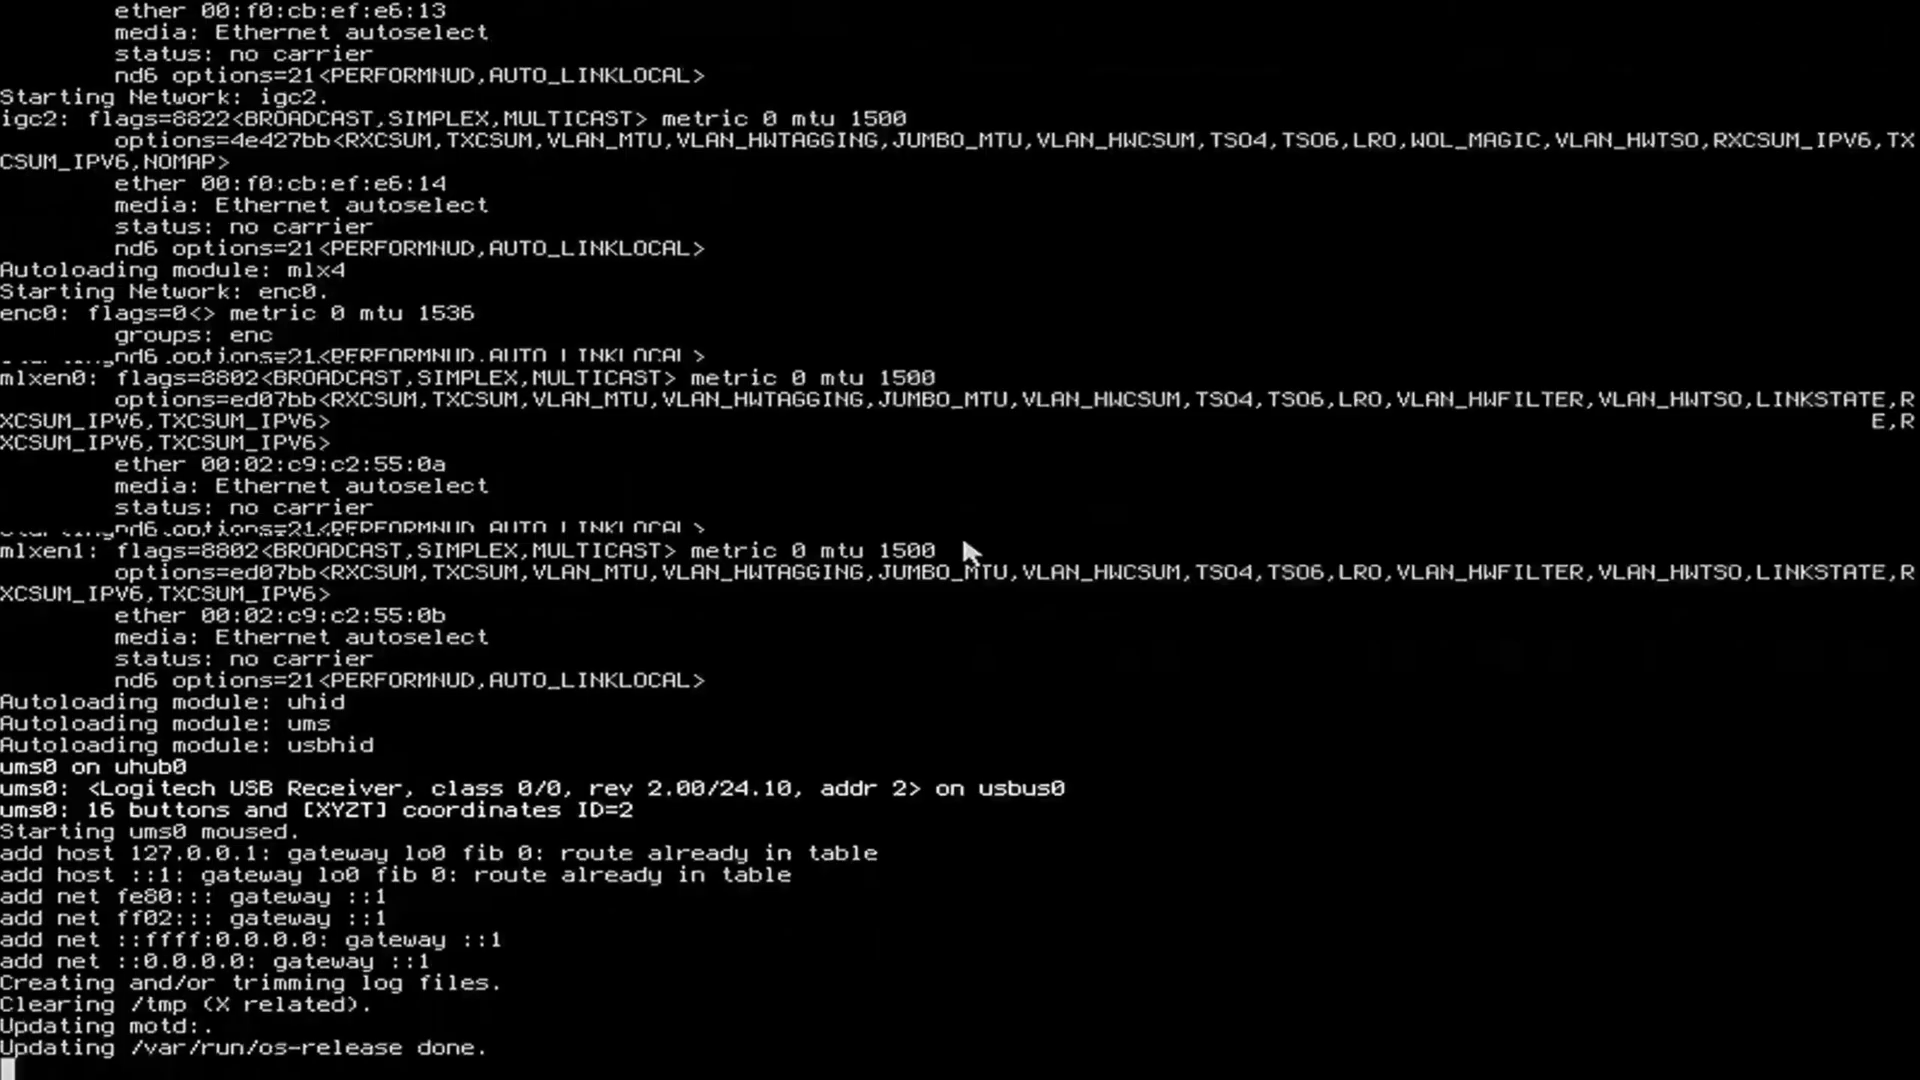 ether 00:f0:cb:ef:e6:13
media: Ethernet autoselect
status: no carrier
nd6 options=21<PERFORMNUD,AUTO_LINKLOCAL>
Starting Network: igc2.
igc2: flags=8822<BROADCAST,SIMPLEX,MULTICAST> metric 0 mtu 1500
options=4e427bb<RXCSUM,TXCSUM,VLAN_MTU,VLAN_HWTAGGING,JUMBO_MTU,VLAN_HWCSUM,TSO4,TSO6,LRO,WOL_MAGIC,VLAN_HWTSO,RXCSUM_IPV6,TX
CSUM_IPV6,NOMAP>
ether 00:f0:cb:ef:e6:14
media: Ethernet autoselect
status: no carrier
nd6 options=21<PERFORMNUD,AUTO_LINKLOCAL>
Autoloading module: mlx4
Starting Network: enc0.
enc0: flags=0<> metric 0 mtu 1536
groups: enc
nd6 options=21<PERFORMNUD,AUTO_LINKLOCAL>
mlxen0: flags=8802<BROADCAST,SIMPLEX,MULTICAST> metric 0 mtu 1500
options=ed07bb<RXCSUM,TXCSUM,VLAN_MTU,VLAN_HWTAGGING,JUMBO_MTU,VLAN_HWCSUM,TSO4,TSO6,LRO,VLAN_HWFILTER,VLAN_HWTSO,LINKSTATE,R
XCSUM_IPV6,TXCSUM_IPV6> E,R
XCSUM_IPV6,TXCSUM_IPV6>
ether 00:02:c9:c2:55:0a
media: Ethernet autoselect
status: no carrier
nd6 options=21<PERFORMNUD,AUTO_LINKLOCAL>
mlxen1: flags=8802<BROADCAST,SIMPLEX,MULTICAST> metric 0 mtu 1500
options=ed07bb<RXCSUM,TXCSUM,VLAN_MTU,VLAN_HWTAGGING,JUMBO_MTU,VLAN_HWCSUM,TSO4,TSO6,LRO,VLAN_HWFILTER,VLAN_HWTSO,LINKSTATE,R
XCSUM_IPV6,TXCSUM_IPV6>
ether 00:02:c9:c2:55:0b
media: Ethernet autoselect
status: no carrier
nd6 options=21<PERFORMNUD,AUTO_LINKLOCAL>
Autoloading module: uhid
Autoloading module: ums
Autoloading module: usbhid
ums0 on uhub0
ums0: <Logitech USB Receiver, class 0/0, rev 2.00/24.10, addr 2> on usbus0
ums0: 16 buttons and [XYZT] coordinates ID=2
Starting ums0 moused.
add host 127.0.0.1: gateway lo0 fib 0: route already in table
add host ::1: gateway lo0 fib 0: route already in table
add net fe80::: gateway ::1
add net ff02::: gateway ::1
add net ::ffff:0.0.0.0: gateway ::1
add net ::0.0.0.0: gateway ::1
Creating and/or trimming log files.
Clearing /tmp (X related).
Updating motd:.
Updating /var/run/os-release done.